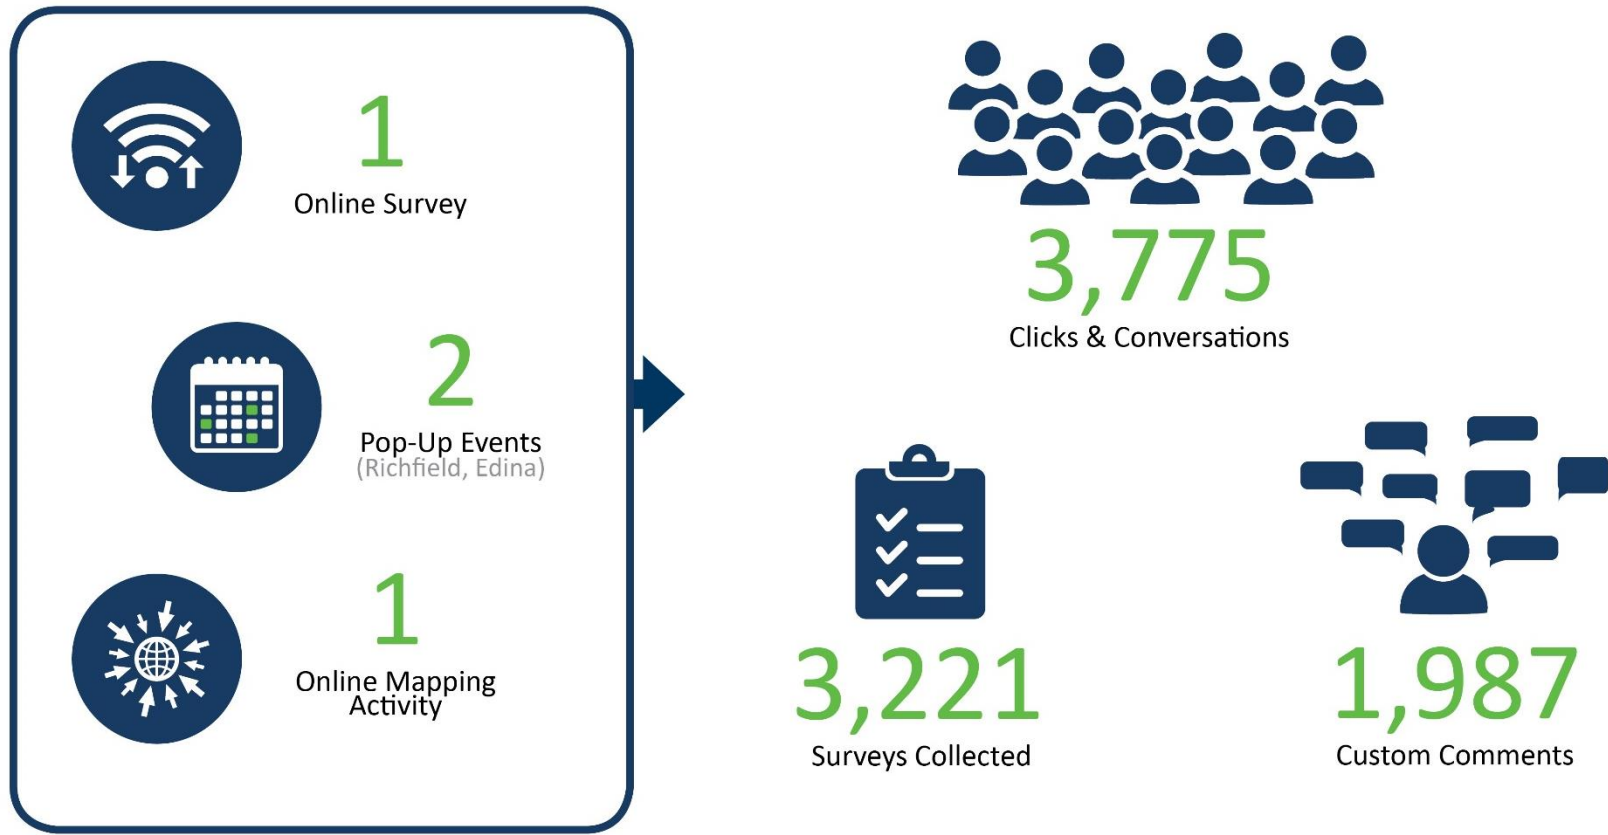 1
Online Survey
2
Pop-Up Events
(Richfield, Edina)
1
Online Mapping
Activity
3,775
Clicks & Conversations
3,221
Surveys Collected
1,987
Custom Comments